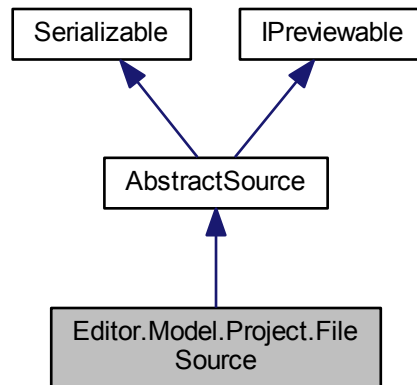 Serializable
IPreviewable
AbstractSource
Editor.Model.Project.File
Source